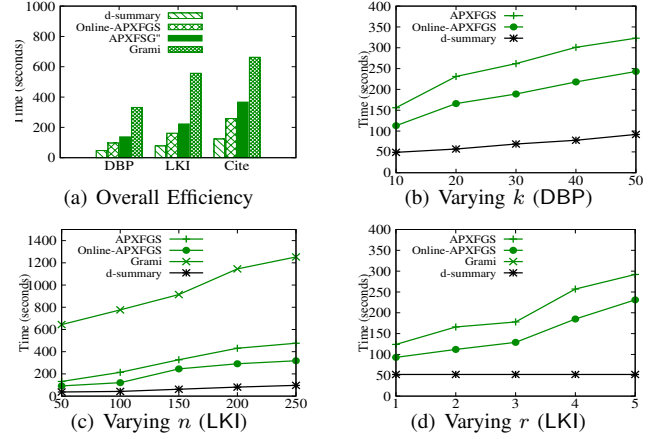 d-summary
Online-APXFGS
APXFSG"
Grami
Time (seconds)
1000
800
600
400
200
0
DBP LKI Cite
(a) Overall Efficiency
APXFGS
Online-APXFGS
d-summary
Time (seconds)
400
350
300
250
200
150
100
50
0
10 20 30 40 50
(b) Varying k (DBP)
APXFGS
Online-APXFGS
Grami
d-summary
Time (seconds)
1400
1200
1000
800
600
400
200
0
50 100 150 200 250
(c) Varying n (LKI)
APXFGS
Online-APXFGS
Grami
d-summary
Time (seconds)
400
350
300
250
200
150
100
50
0
1 2 3 4 5
(d) Varying r (LKI)